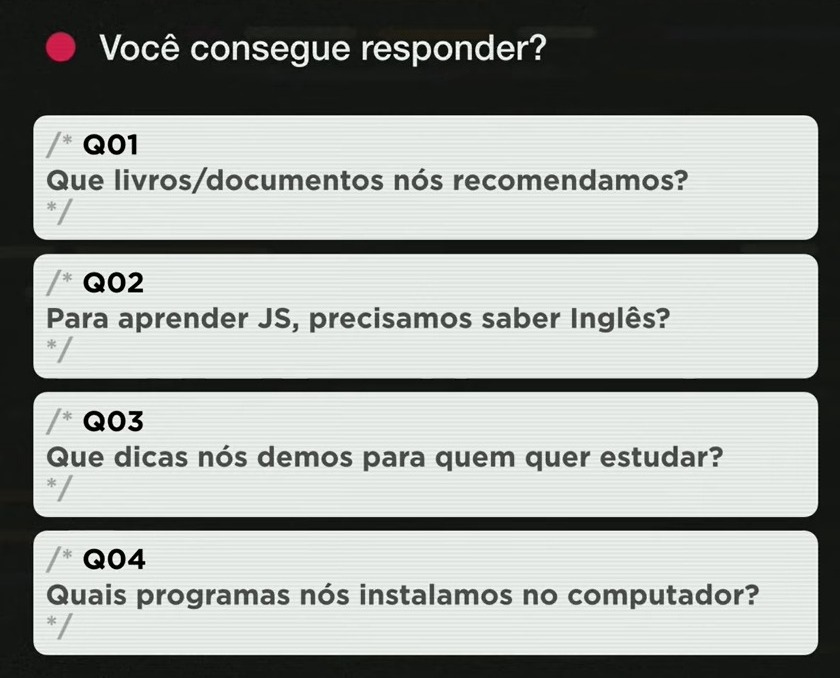 Você consegue responder?
/* Q01
Que livros/documentos nós recomendamos?
*/
/* Q02
Para aprender JS, precisamos saber Inglês?
*/
/* Q03
Que dicas nós demos para quem quer estudar?
*/
/* Q04
Quais programas nós instalamos no computador?
*/